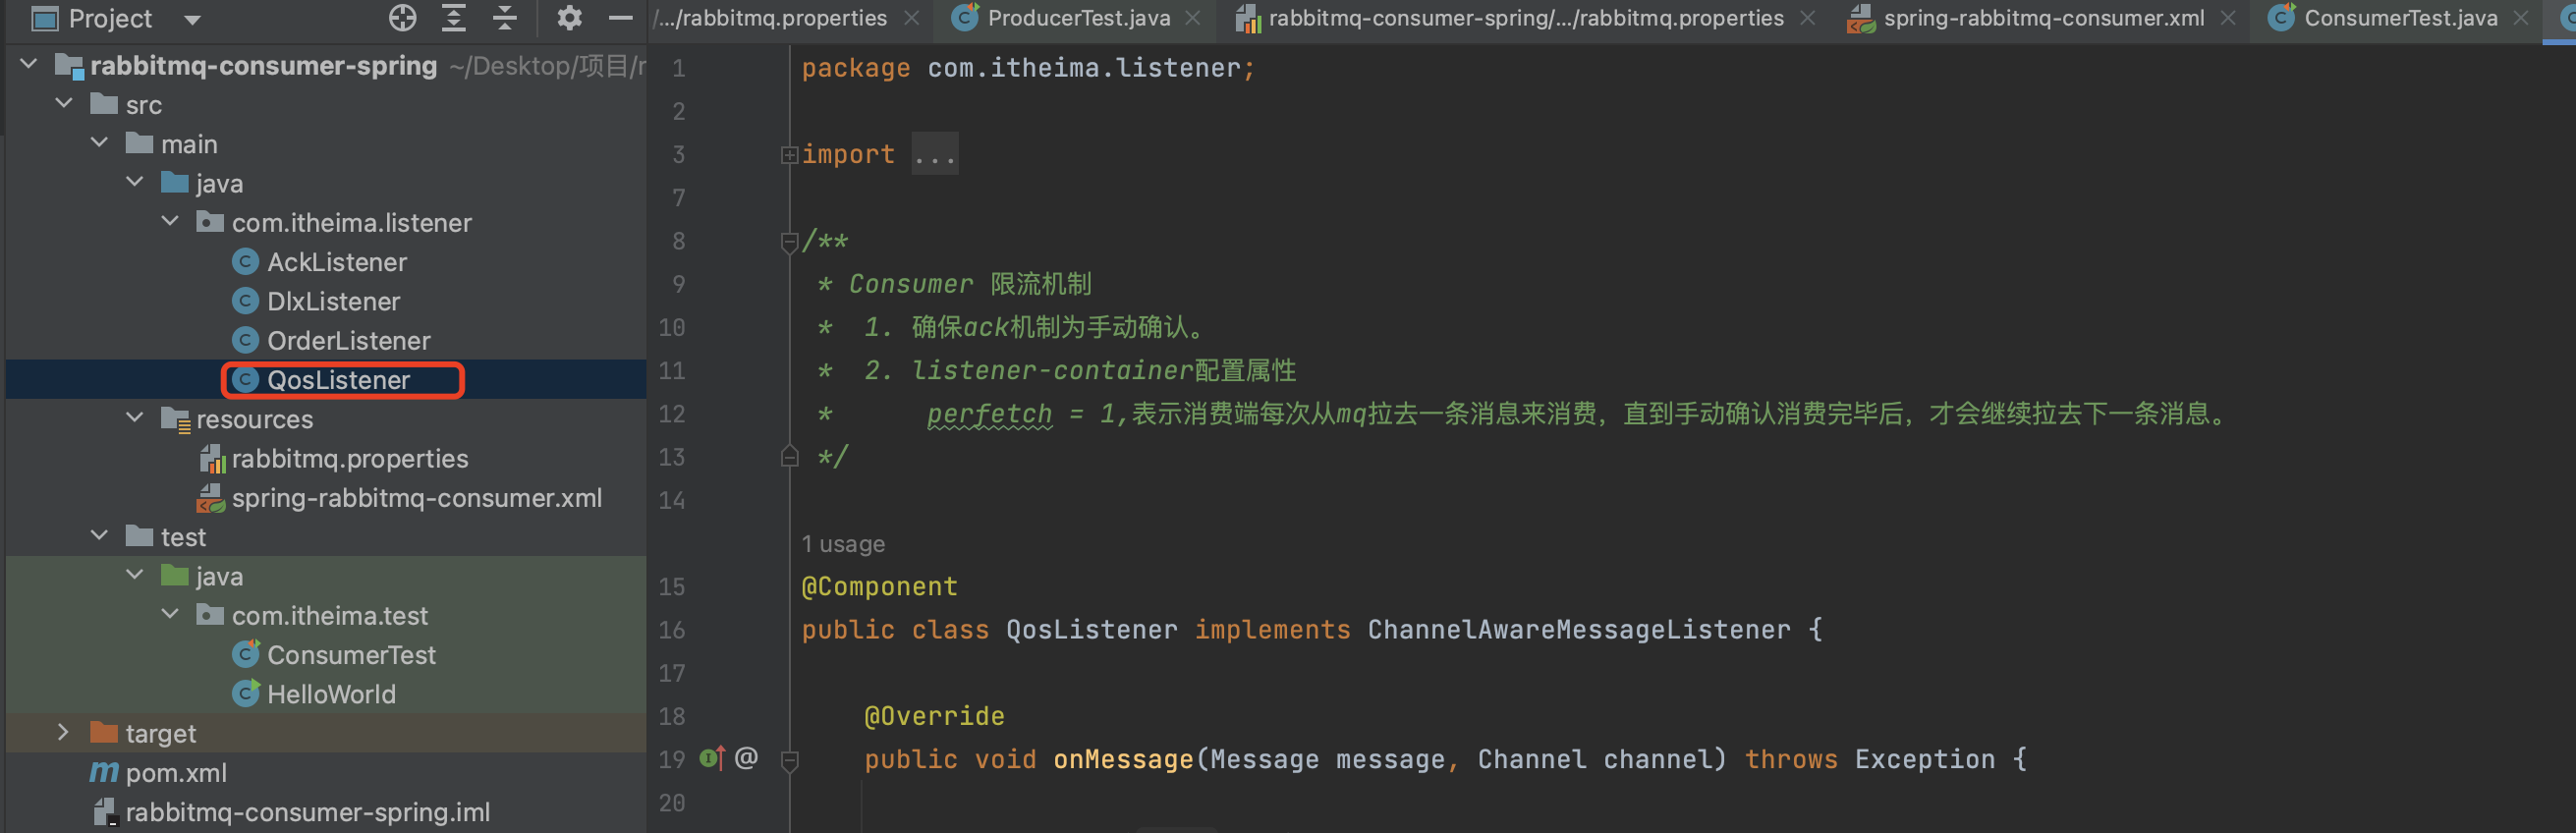 Project
rabbitmq-consumer-spring ~/Desktop/项目/r
src
main
java
com.itheima.listener
AckListener
DlxListener
OrderListener
QosListener
resources
rabbitmq.properties
spring-rabbitmq-consumer.xml
test
java
com.itheima.test
ConsumerTest
HelloWorld
target
pom.xml
rabbitmq-consumer-spring.iml
/.../rabbitmq.properties
ProducerTest.java
rabbitmq-consumer-spring/.../rabbitmq.properties
spring-rabbitmq-consumer.xml
ConsumerTest.java
1 package com.itheima.listener;
2
3 import ...
7
8 /**
9 * Consumer 限流机制
10 * 1. 确保ack机制为手动确认。
11 * 2. listener-container配置属性
12 * perfetch = 1,表示消费端每次从mq拉去一条消息来消费，直到手动确认消费完毕后，才会继续拉去下一条消息。
13 */
14
1 usage
15 @Component
16 public class QosListener implements ChannelAwareMessageListener {
17
18 @Override
19 public void onMessage(Message message, Channel channel) throws Exception {
20